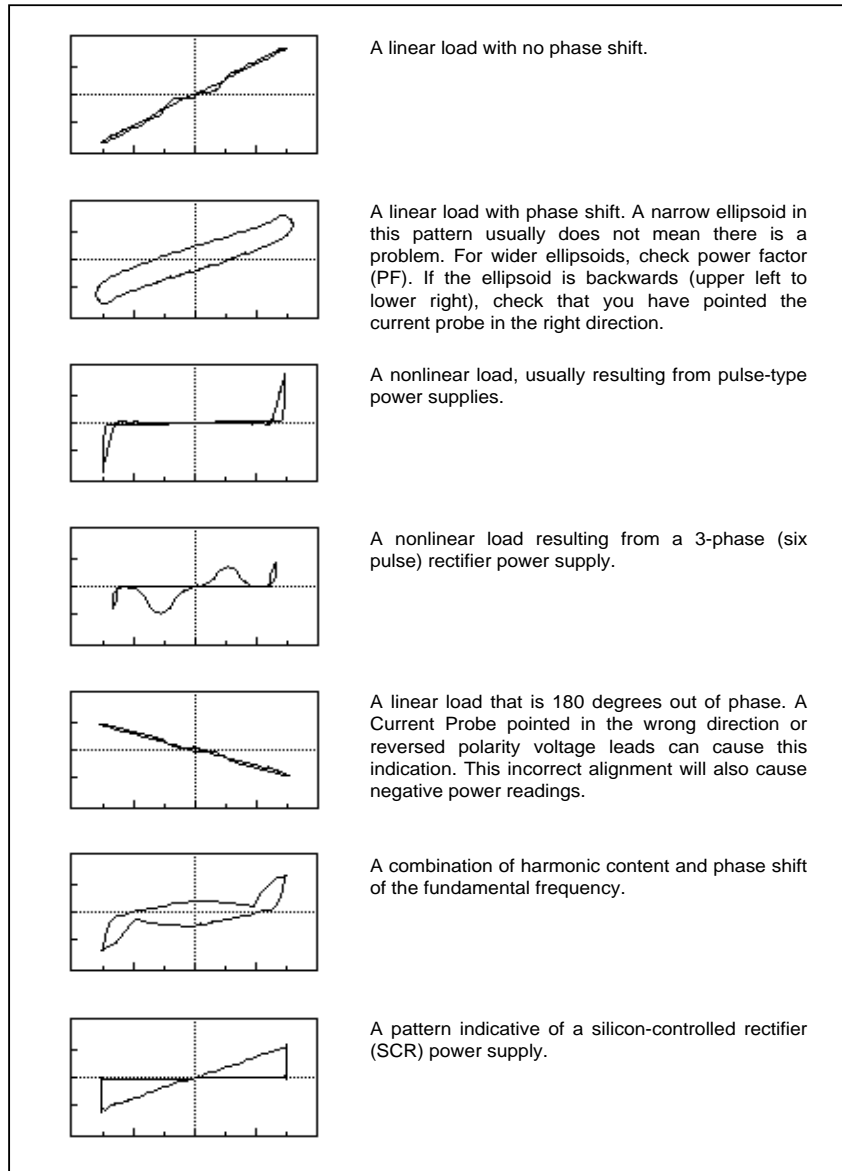 A linear load with no phase shift.
A linear load with phase shift. A narrow ellipsoid in
this pattern usually does not mean there is a
problem. For wider ellipsoids, check power factor
(PF). If the ellipsoid is backwards (upper left to
lower right), check that you have pointed the
current probe in the right direction.
A nonlinear load, usually resulting from pulse-type
power supplies.
A nonlinear load resulting from a 3-phase (six
pulse) rectifier power supply.
A linear load that is 180 degrees out of phase. A
Current Probe pointed in the wrong direction or
reversed polarity voltage leads can cause this
indication. This incorrect alignment will also cause
negative power readings.
A combination of harmonic content and phase shift
of the fundamental frequency.
A pattern indicative of a silicon-controlled rectifier
(SCR) power supply.